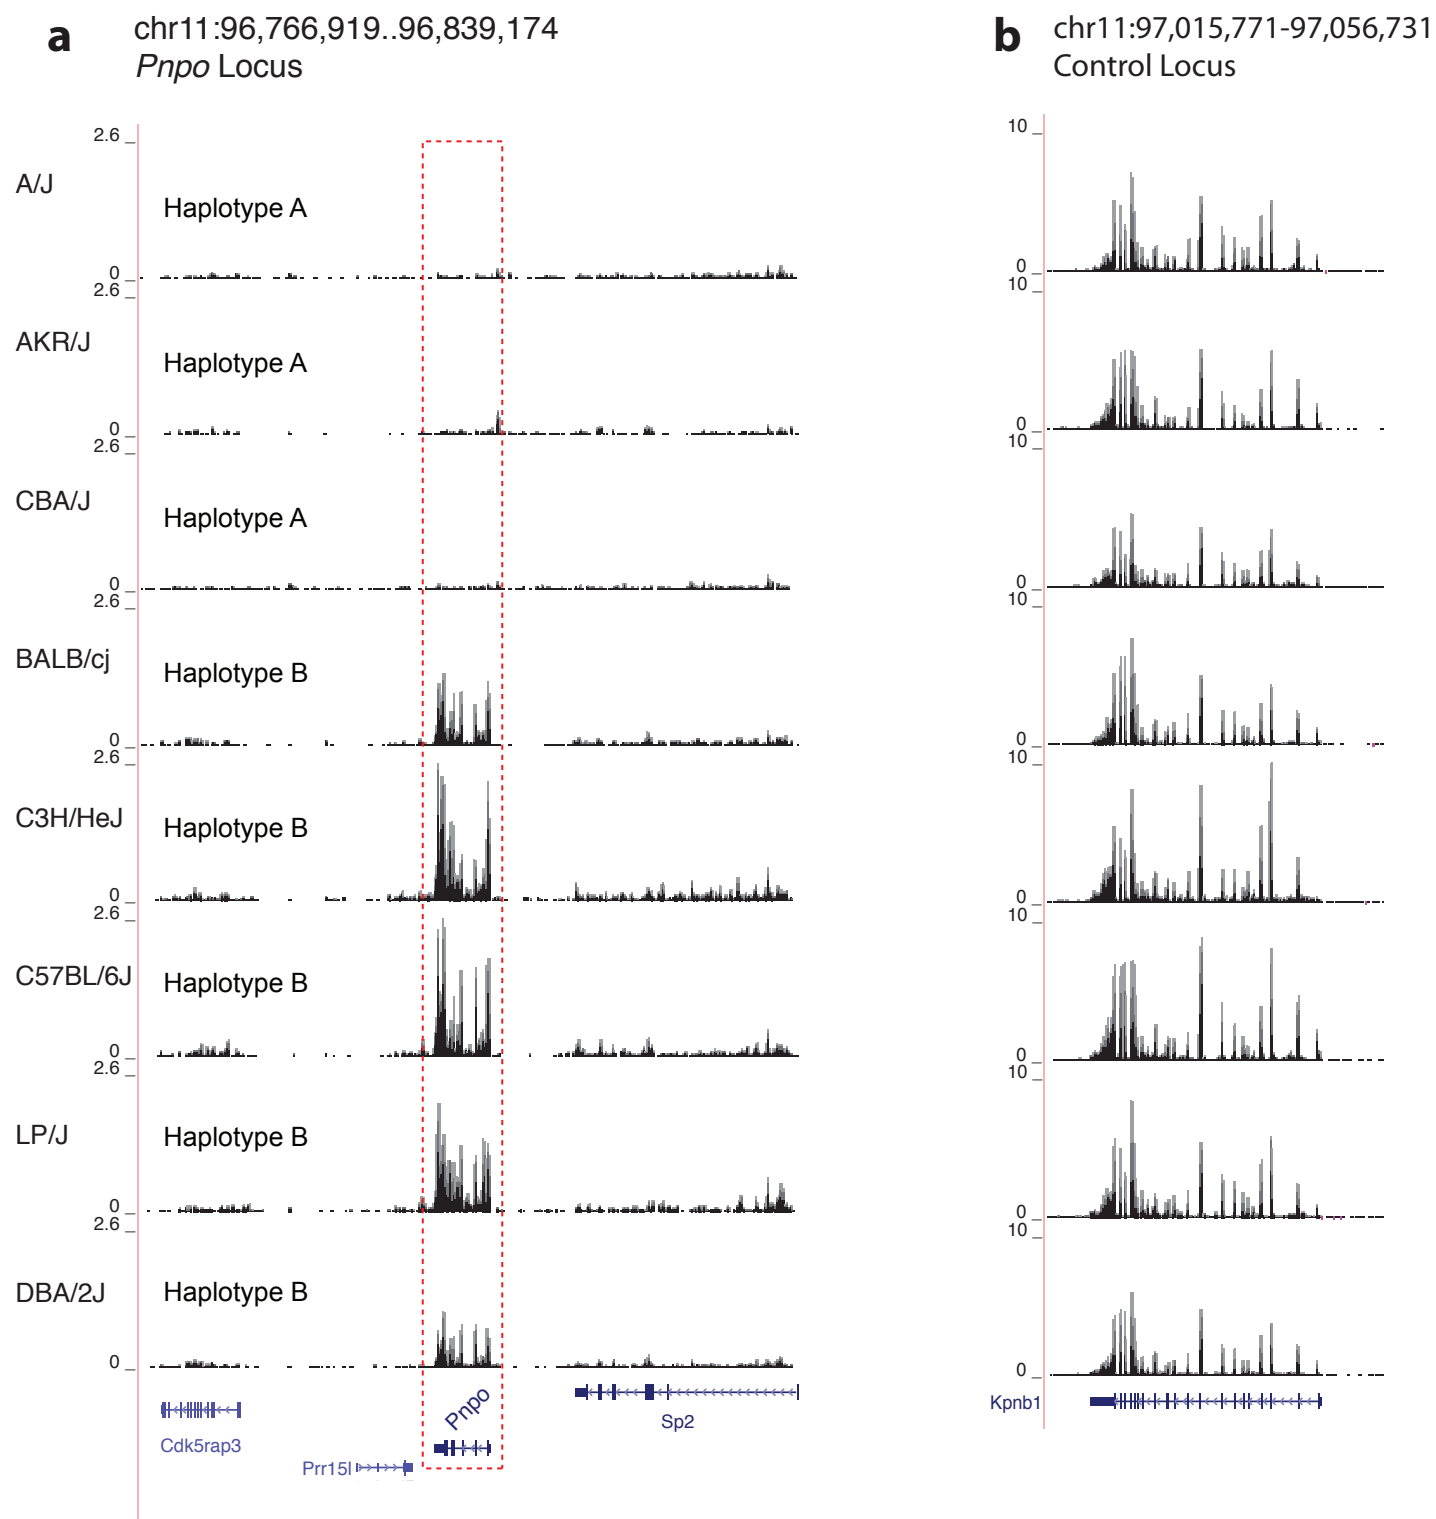 a
chr11:96,766,919..96,839,174
Pnpo Locus
2.6
A/J
Haplotype A
0
2.6
AKR/J
Haplotype A
0
2.6
CBA/J
Haplotype A
0
2.6
BALB/cj
Haplotype B
0
2.6
C3H/HeJ
Haplotype B
0
2.6
C57BL/6J
Haplotype B
0
2.6
LP/J
Haplotype B
0
2.6
DBA/2J
Haplotype B
0
Cdk5rap3
Prr15l
Pnpo
Sp2
b
chr11:97,015,771-97,056,731
Control Locus
10
0
10
0
10
0
10
0
10
0
10
0
10
0
10
0
Kpnb1